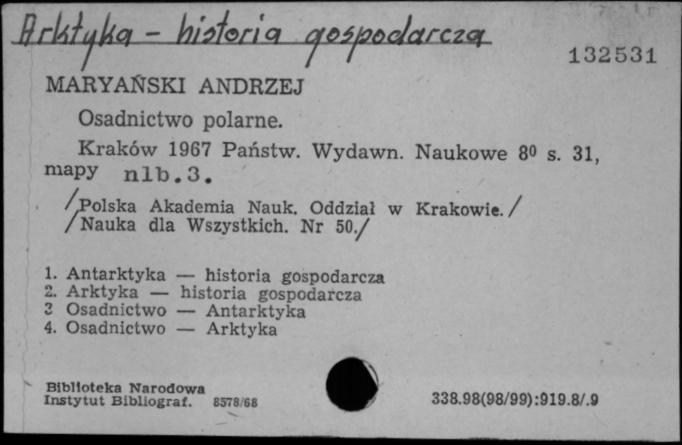 Arktyka - historia gospodarcza
132531
MARYAŃSKI ANDRZEJ
Osadnictwo polarne.
Kraków 1967 Państw. Wydawn. Naukowe 8⁰ s. 31,
mapy nlb.3.
/Polska Akademia Nauk. Oddział w Krakowie./
/Nauka dla Wszystkich. Nr 50./
1. Antarktyka — historia gospodarcza
2. Arktyka — historia gospodarcza
3 Osadnictwo — Antarktyka
4. Osadnictwo — Arktyka
Biblioteka Narodowa
Instytut Bibliograf. 8578/68
338.98(98/99):919.8/.9